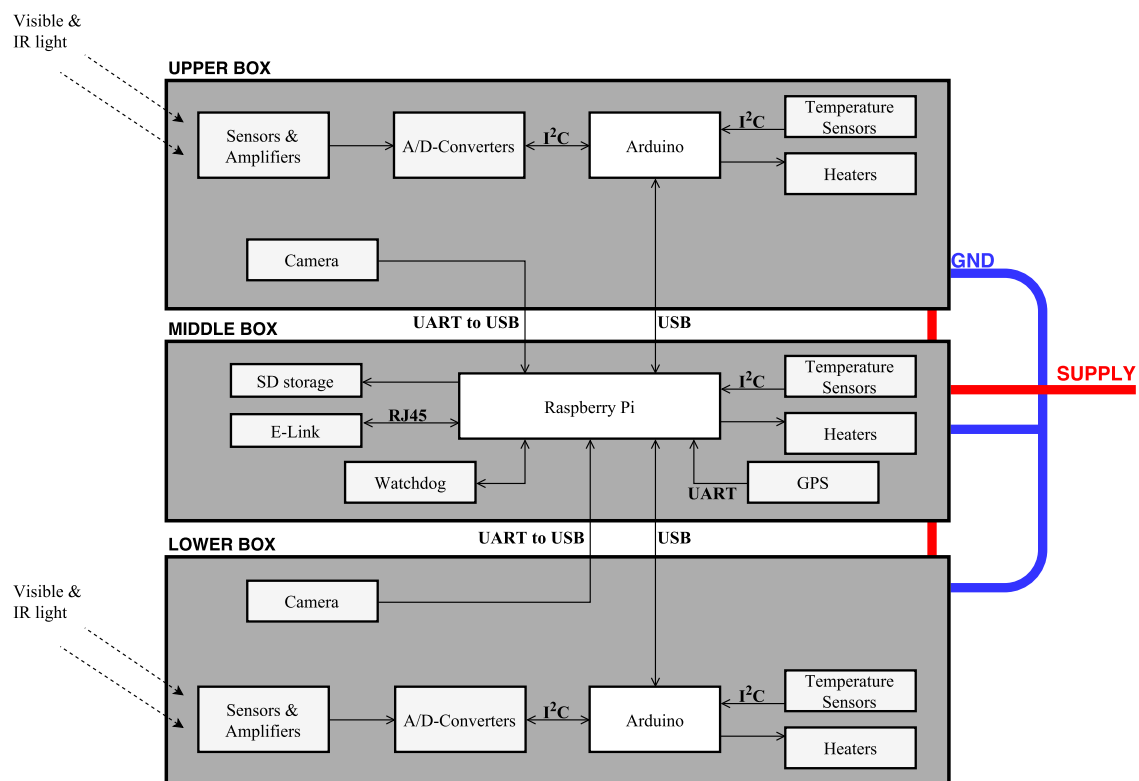 Visible &
IR light
UPPER BOX
Sensors &
Amplifiers
A/D-Converters
I²C
Arduino
I²C
Temperature
Sensors
Heaters
Camera
GND
UART to USB
USB
MIDDLE BOX
SD storage
Raspberry Pi
I²C
Temperature
Sensors
SUPPLY
E-Link
RJ45
Heaters
Watchdog
UART
GPS
UART to USB
USB
LOWER BOX
Visible &
IR light
Camera
Sensors &
Amplifiers
A/D-Converters
I²C
Arduino
I²C
Temperature
Sensors
Heaters